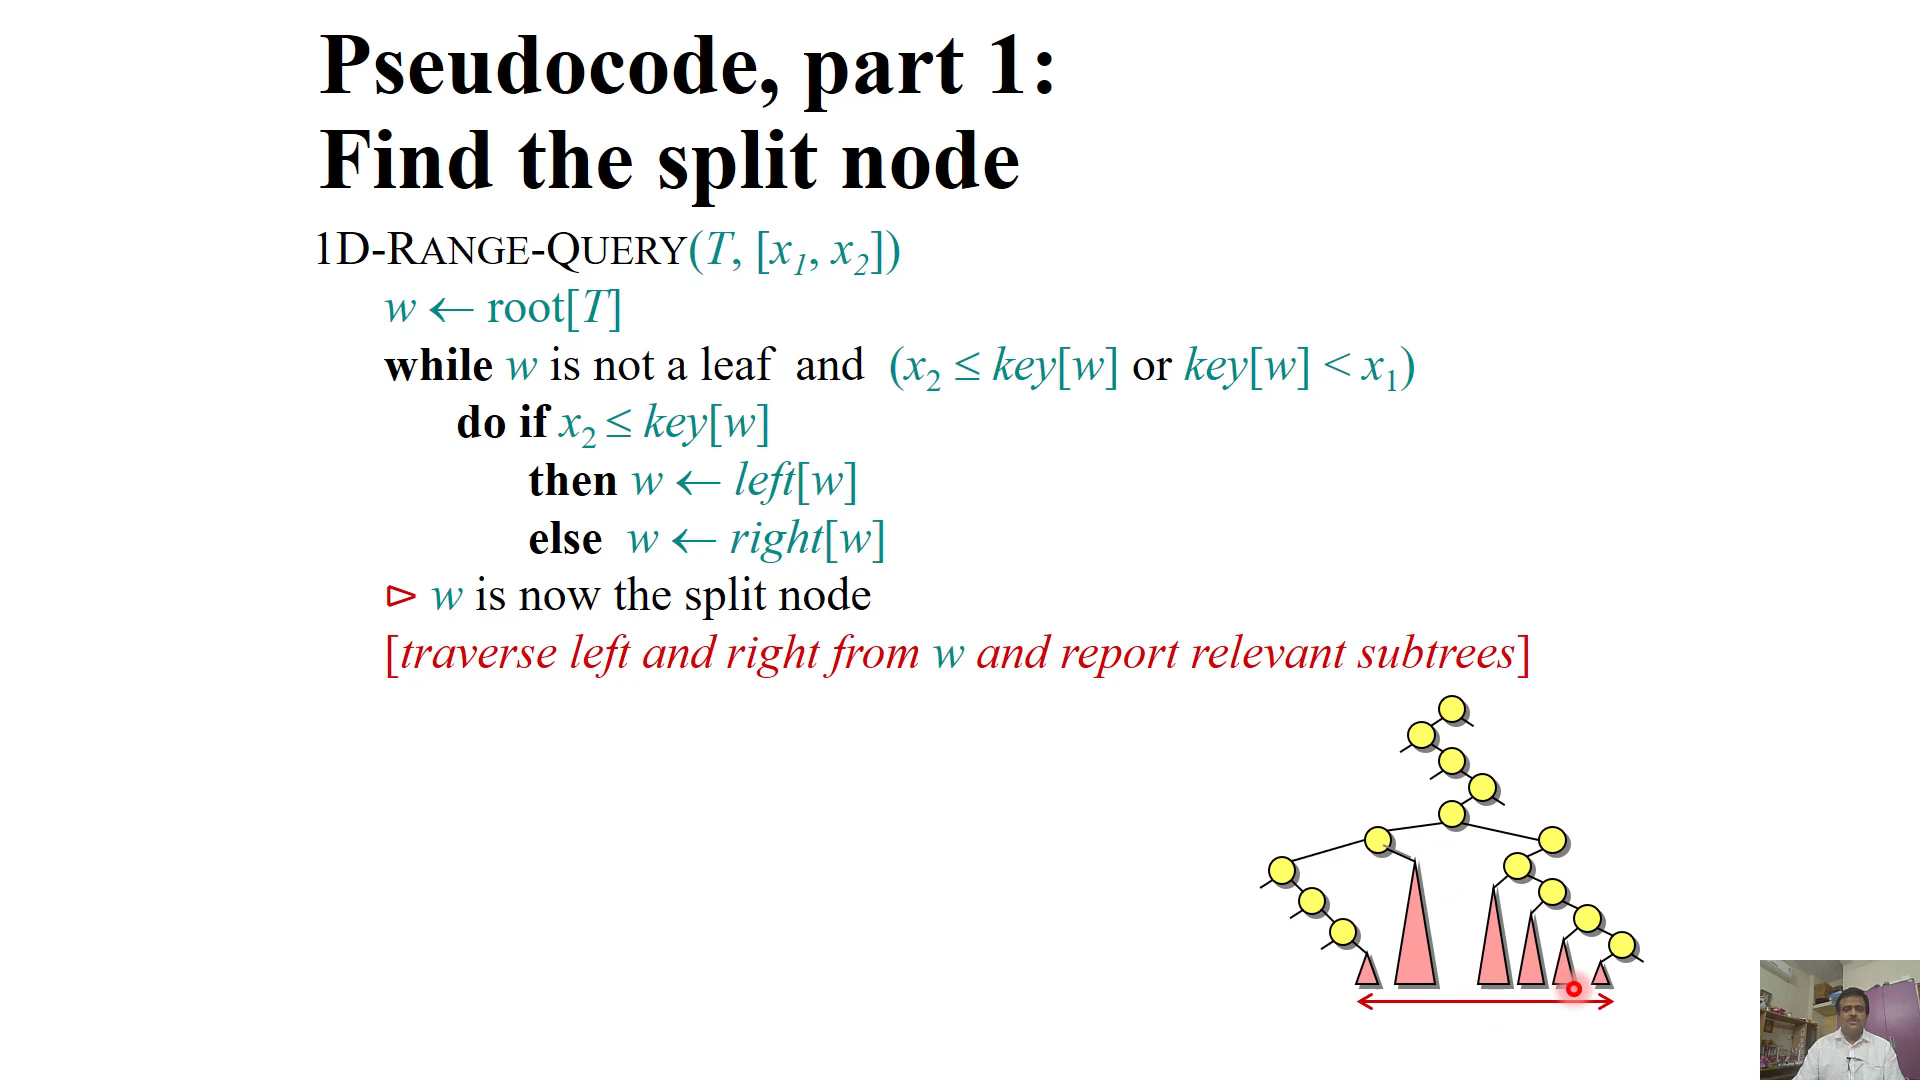 Pseudocode, part 1:
Find the split node
1D-RANGE-QUERY(T, [x₁, x₂])
w ← root[T]
while w is not a leaf and (x₂ ≤ key[w] or key[w] < x₁)
do if x₂ ≤ key[w]
then w ← left[w]
else w ← right[w]
⊳ w is now the split node
[traverse left and right from w and report relevant subtrees]